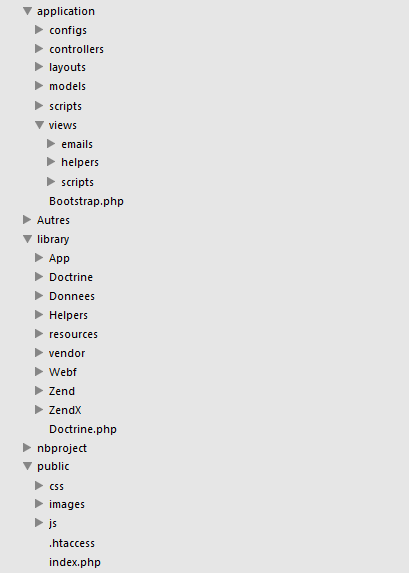 application
configs
controllers
layouts
models
scripts
views
emails
helpers
scripts
Bootstrap.php
Autres
library
App
Doctrine
Donnees
Helpers
resources
vendor
Webf
Zend
ZendX
Doctrine.php
nbproject
public
css
images
js
.htaccess
index.php